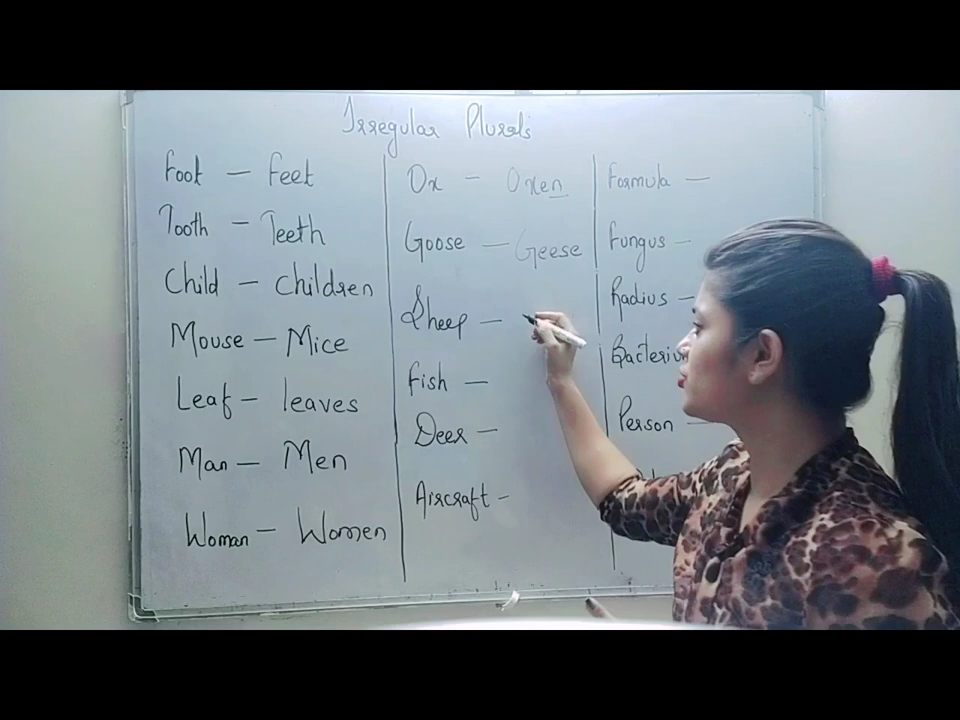 Irregular Plurals
Foot — Feet
Tooth — Teeth
Child — Children
Mouse — Mice
Leaf — leaves
Man — Men
Woman — Women
Ox — Oxen
Goose — Geese
Sheep —
Fish —
Deer —
Aircraft —
Formula —
Fungus —
Radius —
Person —